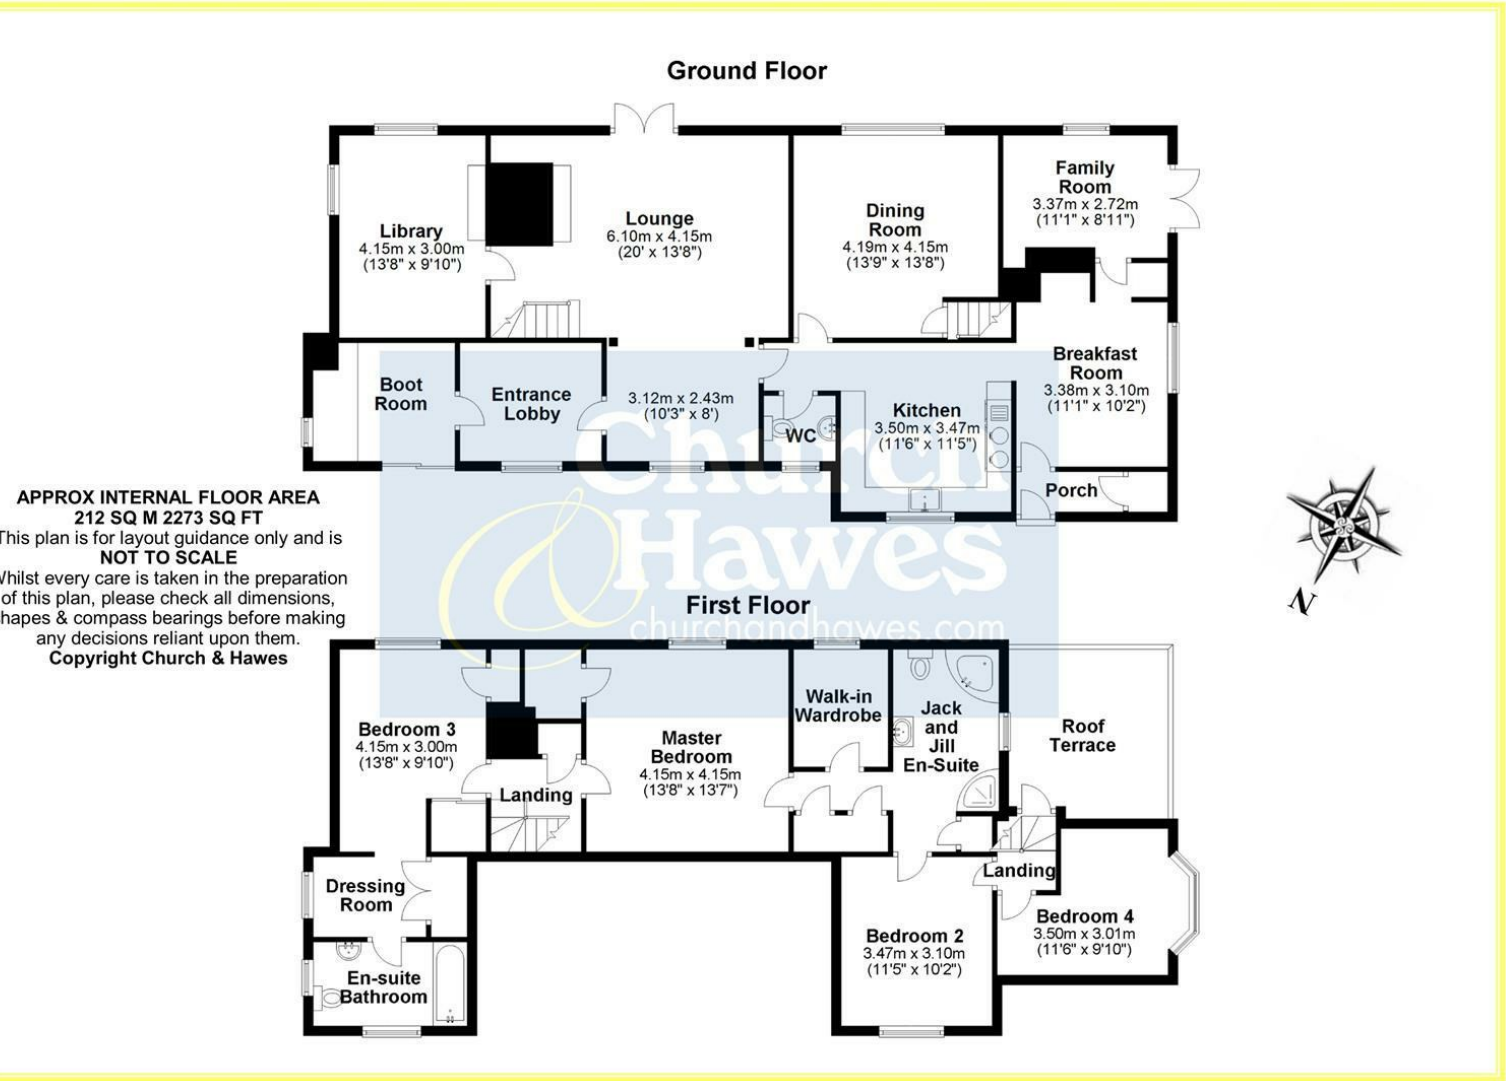 Ground Floor
Library
4.15m x 3.00m
(13'8" x 9'10")
Lounge
6.10m x 4.15m
(20' x 13'8")
Dining
Room
4.19m x 4.15m
(13'9" x 13'8")
Family
Room
3.37m x 2.72m
(11'1" x 8'11")
Boot
Room
Entrance
Lobby
3.12m x 2.43m
(10'3" x 8')
WC
Kitchen
3.50m x 3.47m
(11'6" x 11'5")
Breakfast
Room
3.38m x 3.10m
(11'1" x 10'2")
Porch
Church
& Hawes
churchandhawes.com
N
APPROX INTERNAL FLOOR AREA
212 SQ M 2273 SQ FT
This plan is for layout guidance only and is
NOT TO SCALE
Whilst every care is taken in the preparation
of this plan, please check all dimensions,
shapes & compass bearings before making
any decisions reliant upon them.
Copyright Church & Hawes
First Floor
Bedroom 3
4.15m x 3.00m
(13'8" x 9'10")
Landing
Master
Bedroom
4.15m x 4.15m
(13'8" x 13'7")
Walk-in
Wardrobe
Jack
and
Jill
En-Suite
Roof
Terrace
Dressing
Room
En-suite
Bathroom
Bedroom 2
3.47m x 3.10m
(11'5" x 10'2")
Landing
Bedroom 4
3.50m x 3.01m
(11'6" x 9'10")